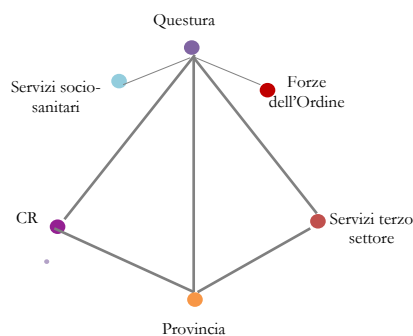 Questura
Servizi socio-
sanitari
Forze
dell'Ordine
CR
Servizi terzo
settore
Provincia